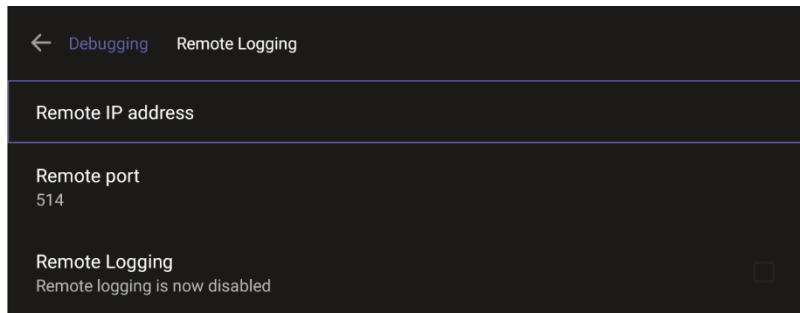 Debugging Remote Logging
Remote IP address
Remote port
514
Remote Logging
Remote logging is now disabled